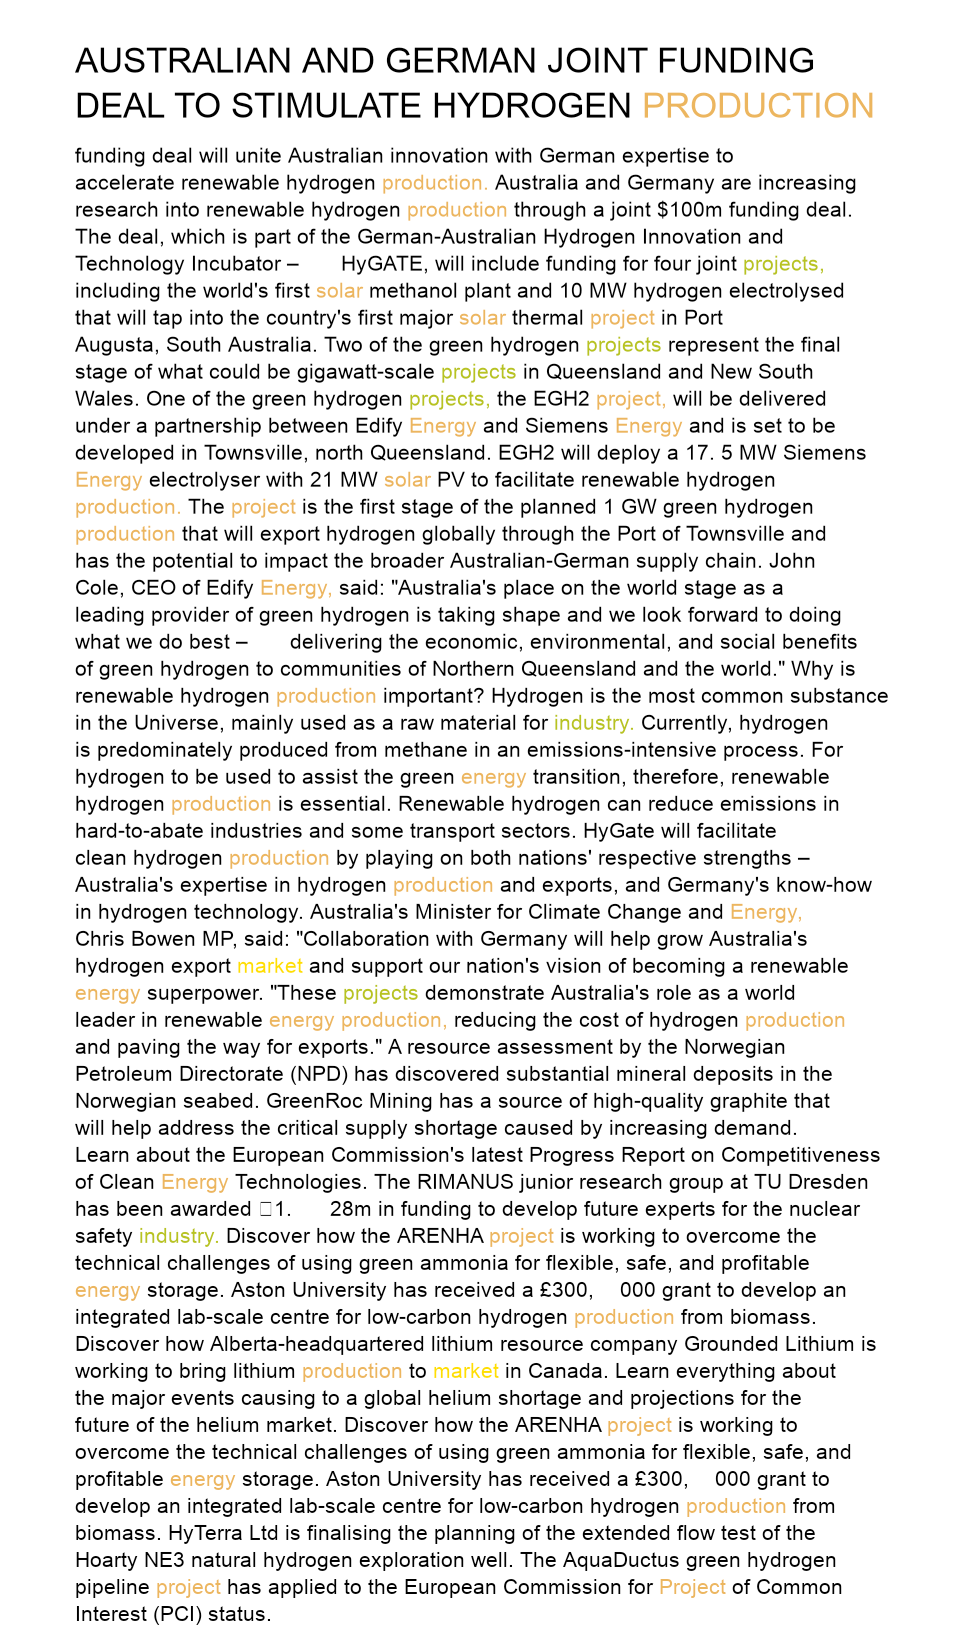 AUSTRALIAN AND GERMAN JOINT FUNDING
DEAL TO STIMULATE HYDROGEN PRODUCTION
funding deal will unite Australian innovation with German expertise to
accelerate renewable hydrogen production. Australia and Germany are increasing
research into renewable hydrogen production through a joint $100m funding deal.
The deal, which is part of the German-Australian Hydrogen Innovation and
Technology Incubator – HyGATE, will include funding for four joint projects,
including the world's first solar methanol plant and 10 MW hydrogen electrolysed
that will tap into the country's first major solar thermal project in Port
Augusta, South Australia. Two of the green hydrogen projects represent the final
stage of what could be gigawatt-scale projects in Queensland and New South
Wales. One of the green hydrogen projects, the EGH2 project, will be delivered
under a partnership between Edify Energy and Siemens Energy and is set to be
developed in Townsville, north Queensland. EGH2 will deploy a 17. 5 MW Siemens
Energy electrolyser with 21 MW solar PV to facilitate renewable hydrogen
production. The project is the first stage of the planned 1 GW green hydrogen
production that will export hydrogen globally through the Port of Townsville and
has the potential to impact the broader Australian-German supply chain. John
Cole, CEO of Edify Energy, said: "Australia's place on the world stage as a
leading provider of green hydrogen is taking shape and we look forward to doing
what we do best – delivering the economic, environmental, and social benefits
of green hydrogen to communities of Northern Queensland and the world." Why is
renewable hydrogen production important? Hydrogen is the most common substance
in the Universe, mainly used as a raw material for industry. Currently, hydrogen
is predominately produced from methane in an emissions-intensive process. For
hydrogen to be used to assist the green energy transition, therefore, renewable
hydrogen production is essential. Renewable hydrogen can reduce emissions in
hard-to-abate industries and some transport sectors. HyGate will facilitate
clean hydrogen production by playing on both nations' respective strengths –
Australia's expertise in hydrogen production and exports, and Germany's know-how
in hydrogen technology. Australia's Minister for Climate Change and Energy,
Chris Bowen MP, said: "Collaboration with Germany will help grow Australia's
hydrogen export market and support our nation's vision of becoming a renewable
energy superpower. "These projects demonstrate Australia's role as a world
leader in renewable energy production, reducing the cost of hydrogen production
and paving the way for exports." A resource assessment by the Norwegian
Petroleum Directorate (NPD) has discovered substantial mineral deposits in the
Norwegian seabed. GreenRoc Mining has a source of high-quality graphite that
will help address the critical supply shortage caused by increasing demand.
Learn about the European Commission's latest Progress Report on Competitiveness
of Clean Energy Technologies. The RIMANUS junior research group at TU Dresden
has been awarded □1. 28m in funding to develop future experts for the nuclear
safety industry. Discover how the ARENHA project is working to overcome the
technical challenges of using green ammonia for flexible, safe, and profitable
energy storage. Aston University has received a £300, 000 grant to develop an
integrated lab-scale centre for low-carbon hydrogen production from biomass.
Discover how Alberta-headquartered lithium resource company Grounded Lithium is
working to bring lithium production to market in Canada. Learn everything about
the major events causing to a global helium shortage and projections for the
future of the helium market. Discover how the ARENHA project is working to
overcome the technical challenges of using green ammonia for flexible, safe, and
profitable energy storage. Aston University has received a £300, 000 grant to
develop an integrated lab-scale centre for low-carbon hydrogen production from
biomass. HyTerra Ltd is finalising the planning of the extended flow test of the
Hoarty NE3 natural hydrogen exploration well. The AquaDuctus green hydrogen
pipeline project has applied to the European Commission for Project of Common
Interest (PCI) status.